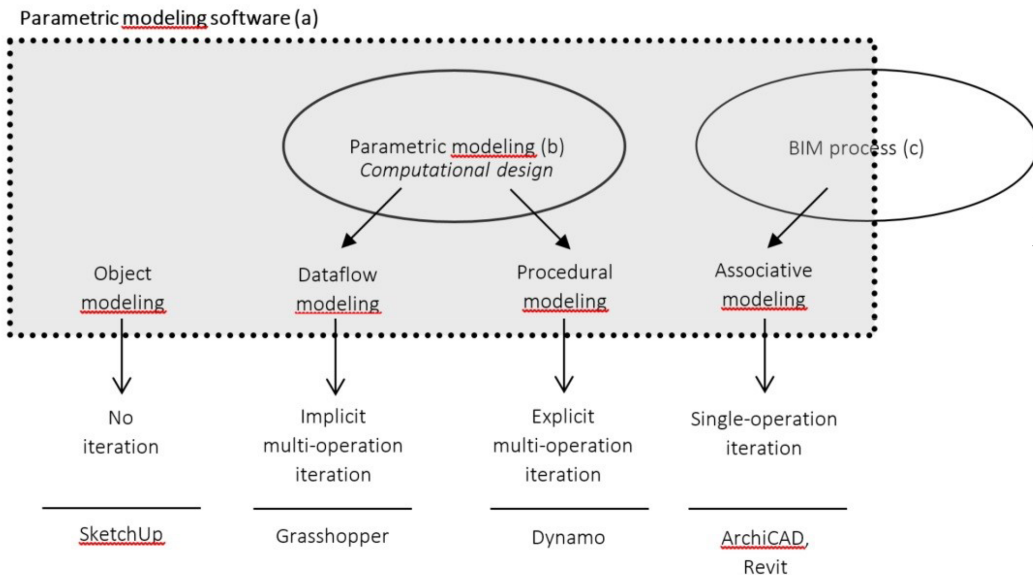 Parametric modeling software (a)
Parametric modeling (b)
Computational design
BIM process (c)
Object
modeling
Dataflow
modeling
Procedural
modeling
Associative
modeling
No
iteration
Implicit
multi-operation
iteration
Explicit
multi-operation
iteration
Single-operation
iteration
SketchUp
Grasshopper
Dynamo
ArchiCAD,
Revit